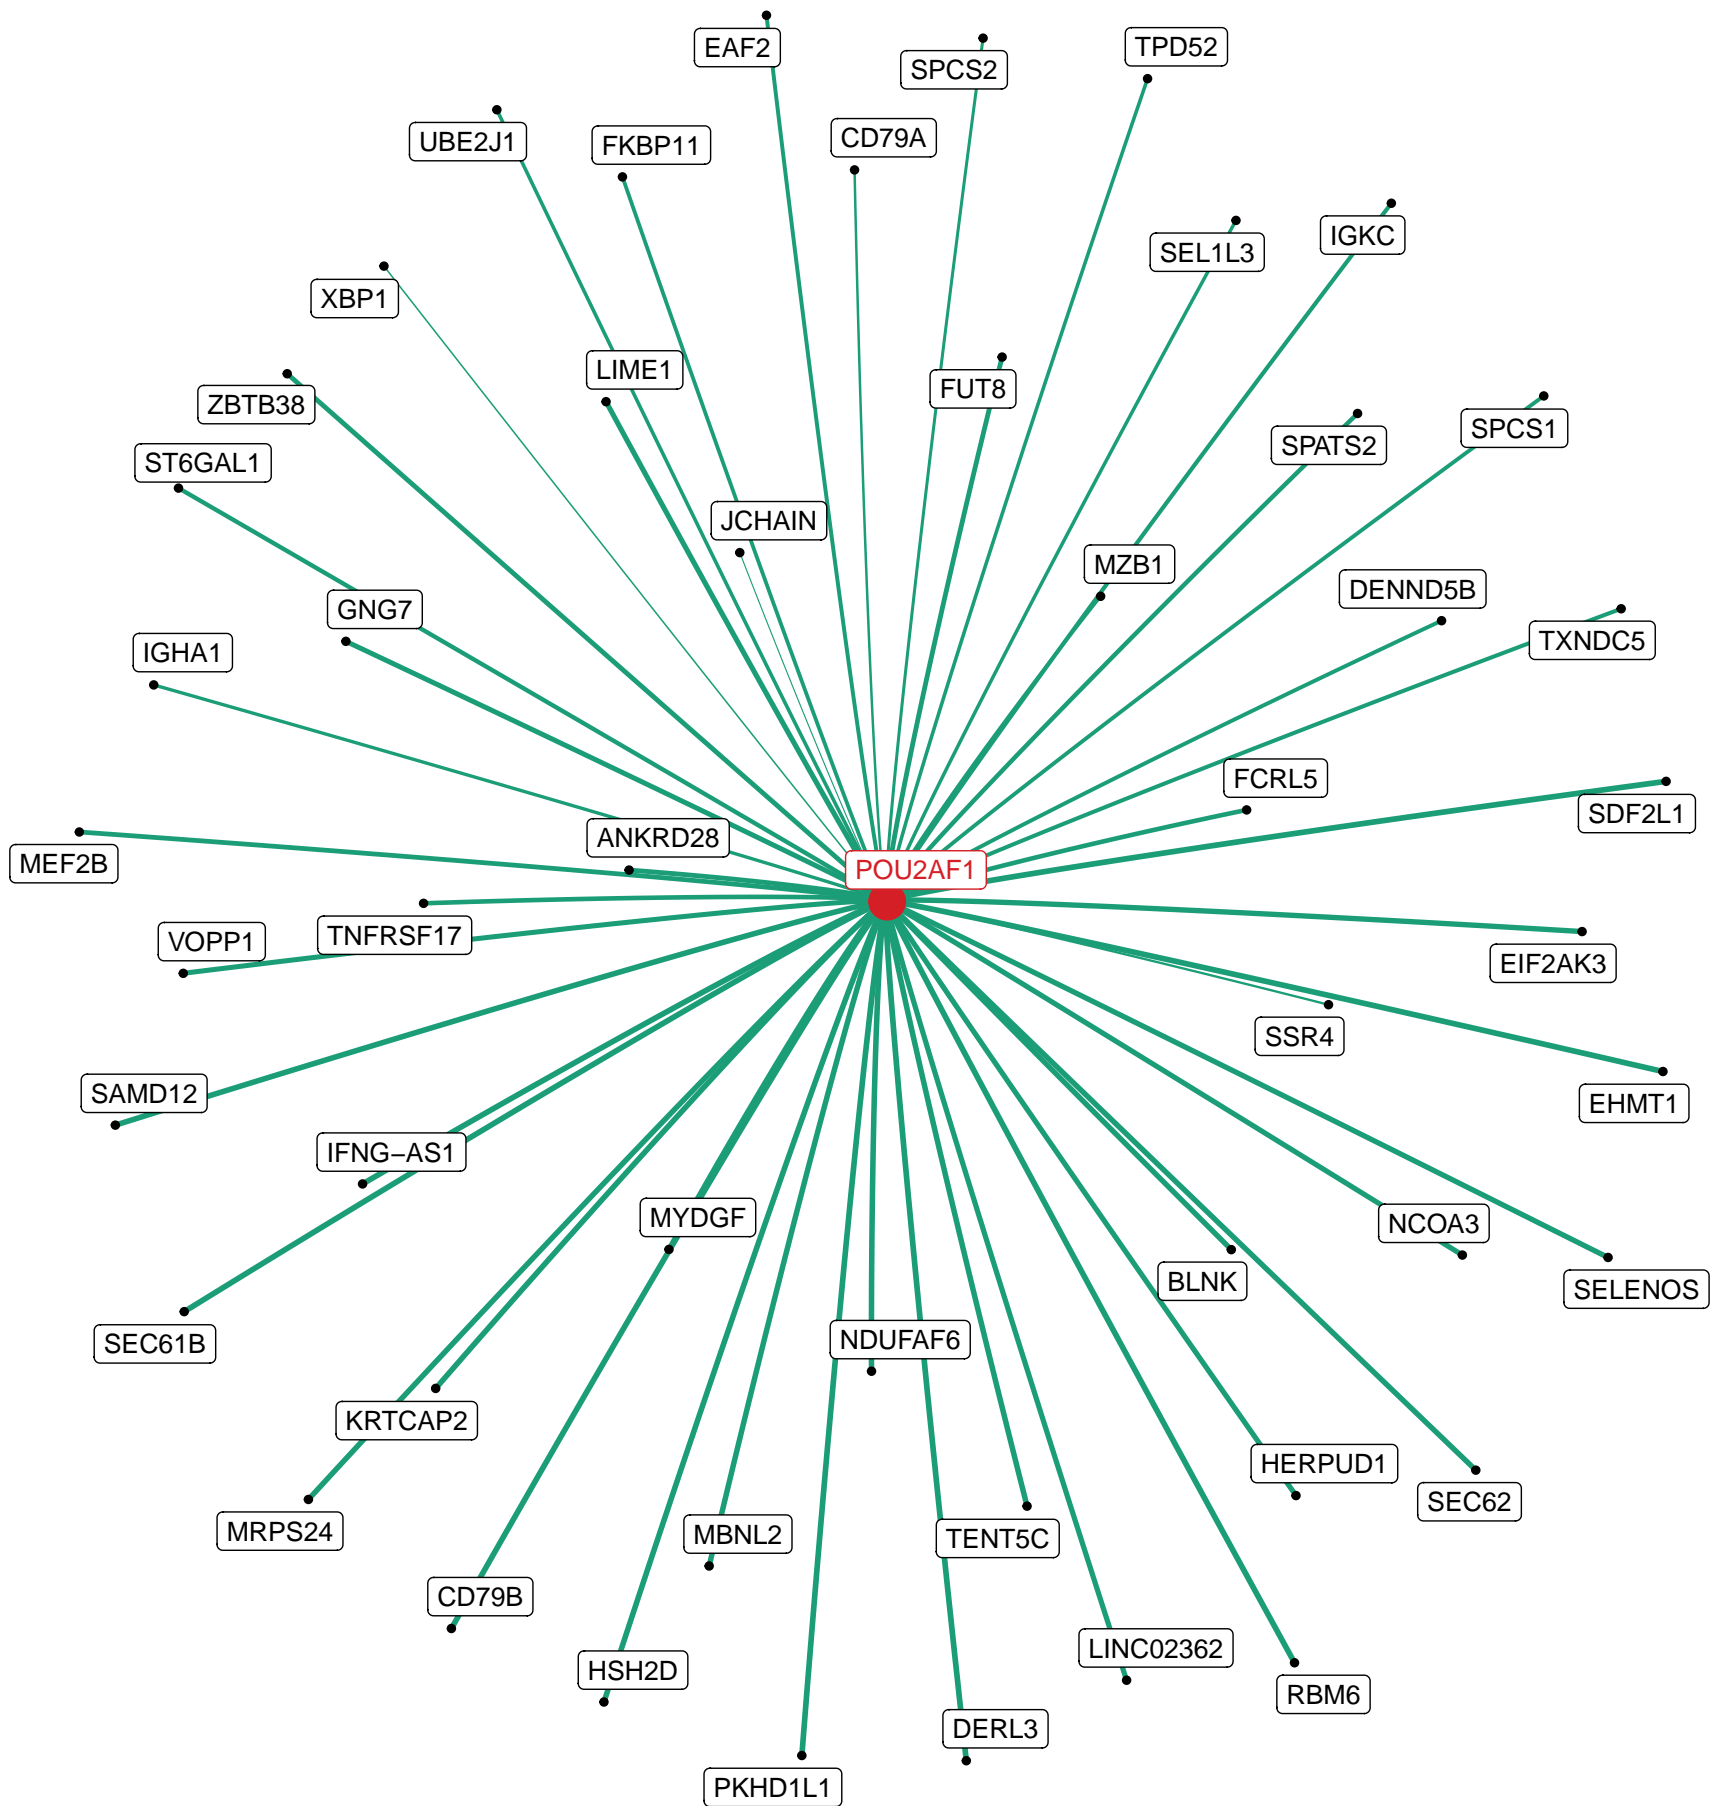 EAF2
SPCS2
TPD52
UBE2J1
FKBP11
CD79A
SEL1L3
IGKC
XBP1
LIME1
FUT8
ZBTB38
SPCS1
SPATS2
ST6GAL1
JCHAIN
MZB1
DENND5B
GNG7
TXNDC5
IGHA1
FCRL5
SDF2L1
ANKRD28
MEF2B
POU2AF1
TNFRSF17
VOPP1
EIF2AK3
SSR4
SAMD12
EHMT1
IFNG−AS1
MYDGF
NCOA3
BLNK
SELENOS
SEC61B
NDUFAF6
KRTCAP2
HERPUD1
SEC62
MRPS24
MBNL2
TENT5C
CD79B
LINC02362
HSH2D
RBM6
DERL3
PKHD1L1